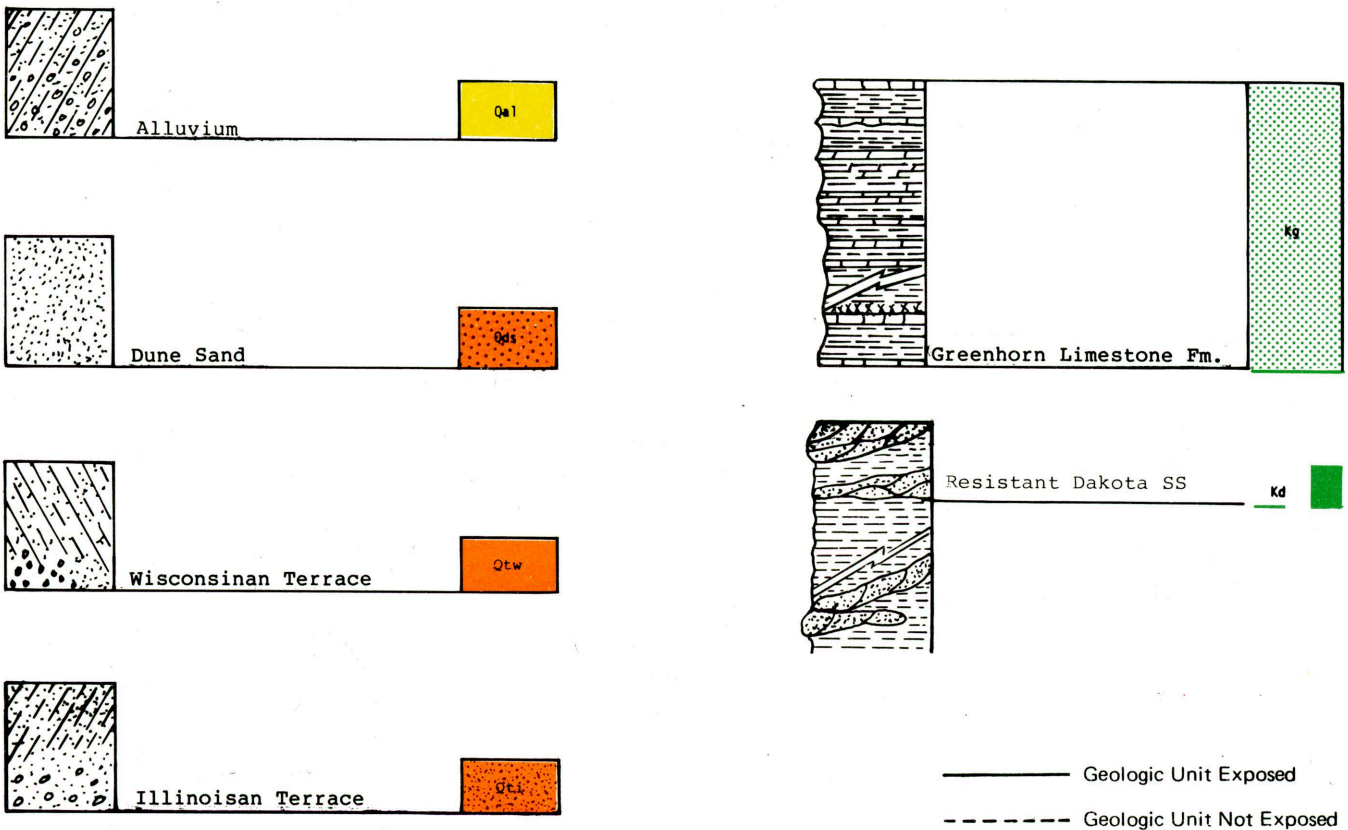 Alluvium
Qal
Dune Sand
Qds
Wisconsinan Terrace
Qtw
Illinoisan Terrace
Qti
Kg
Greenhorn Limestone Fm.
Resistant Dakota SS
Kd
Geologic Unit Exposed
Geologic Unit Not Exposed